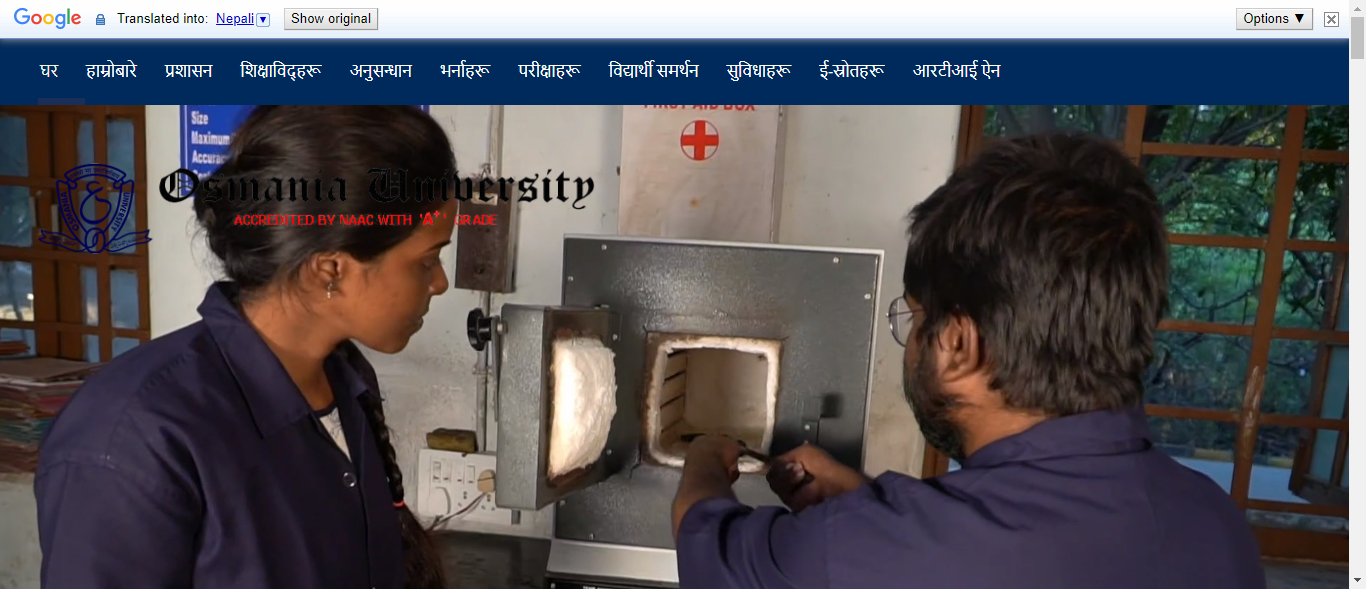 Google Translated into: Nepali Show original Options ▼
घर हाम्रोबारे प्रशासन शिक्षाविद्हरू अनुसन्धान भर्नाहरू परीक्षाहरू विद्यार्थी समर्थन सुविधाहरू ई-स्रोतहरू आरटीआई ऐन
FIRST AID BOX
Size
Maximum
Osmania University
ACCREDITED BY NAAC WITH 'A+' GRADE